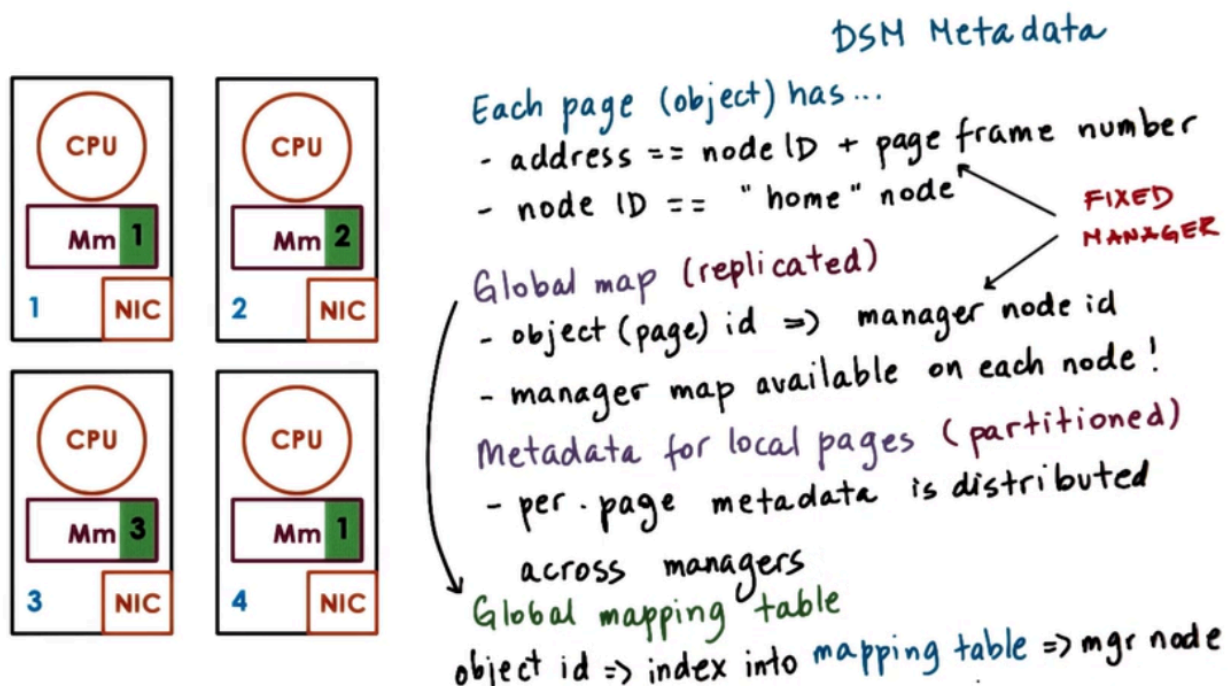 DSM Metadata
CPU
Mm 1
1 NIC
CPU
Mm 2
2 NIC
CPU
Mm 3
3 NIC
CPU
Mm 1
4 NIC
Each page (object) has...
- address == node ID + page frame number
- node ID == "home" node
FIXED
MANAGER
Global map (replicated)
- object (page) id => manager node id
- manager map available on each node!
Metadata for local pages (partitioned)
- per-page metadata is distributed
across managers
Global mapping table
object id => index into mapping table => mgr node